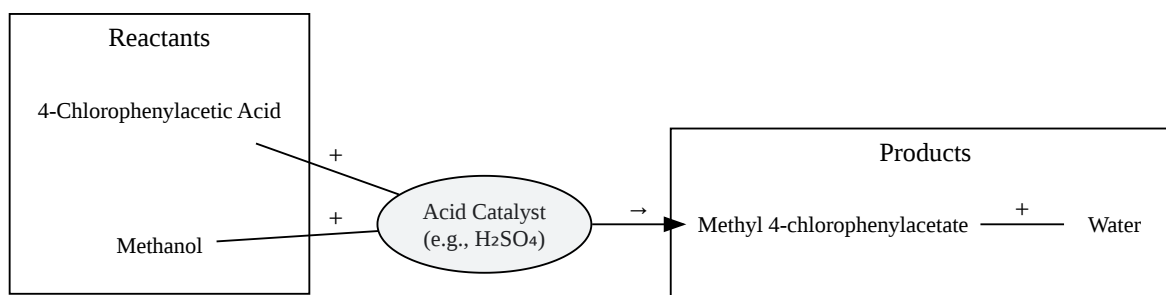 Reactants
4-Chlorophenylacetic Acid
+
Methanol
+
Acid Catalyst
(e.g., H₂SO₄)
→
Products
Methyl 4-chlorophenylacetate
+
Water